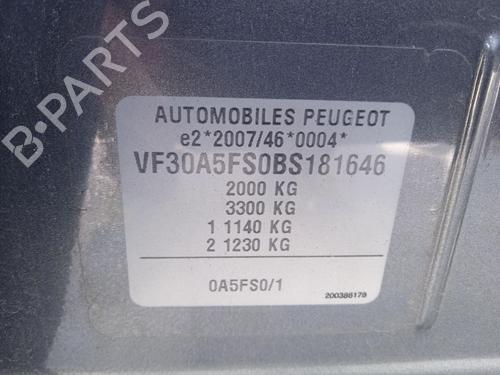 B-PARTS
AUTOMOBILES PEUGEOT
e2*2007/46*0004*
VF30A5FS0BS181646
2000 KG
3300 KG
1 1140 KG
2 1230 KG
0A5FS0/1
200386179